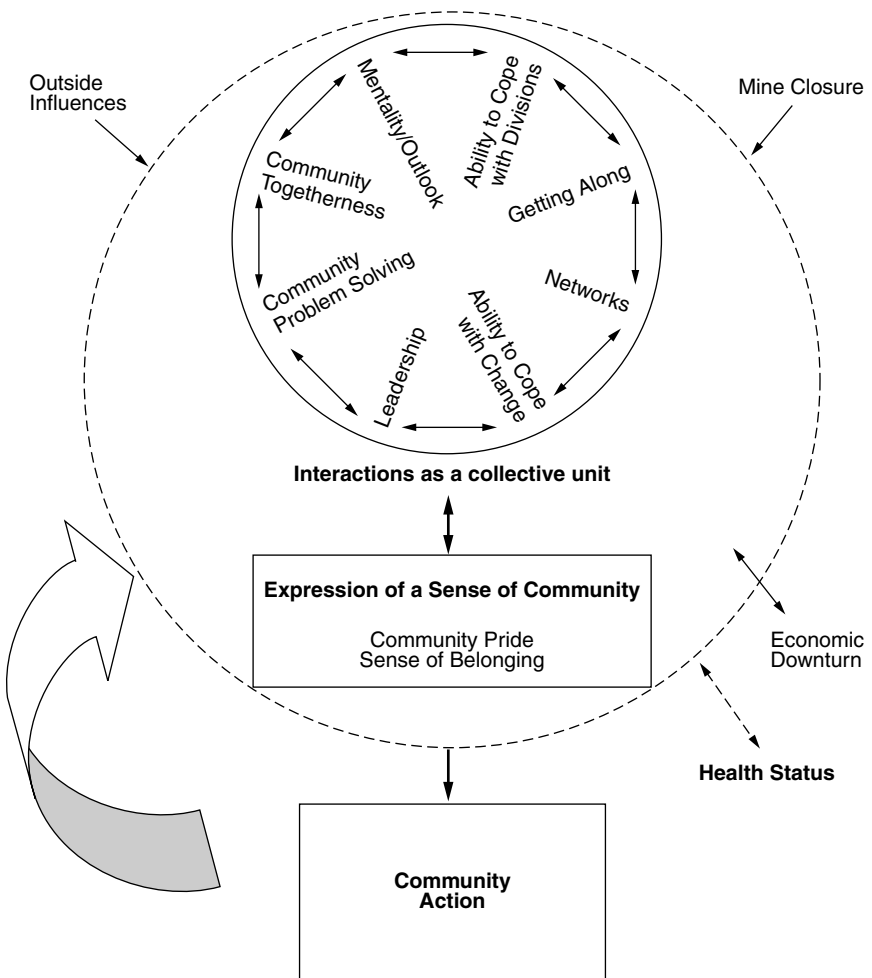 Outside
Influences
Mine Closure
Mentality/Outlook
Ability to Cope
with Divisions
Community
Togetherness
Getting Along
Community
Problem Solving
Networks
Leadership
Ability to Cope
with Change
Interactions as a collective unit
Expression of a Sense of Community
Community Pride
Sense of Belonging
Economic
Downturn
Health Status
Community
Action